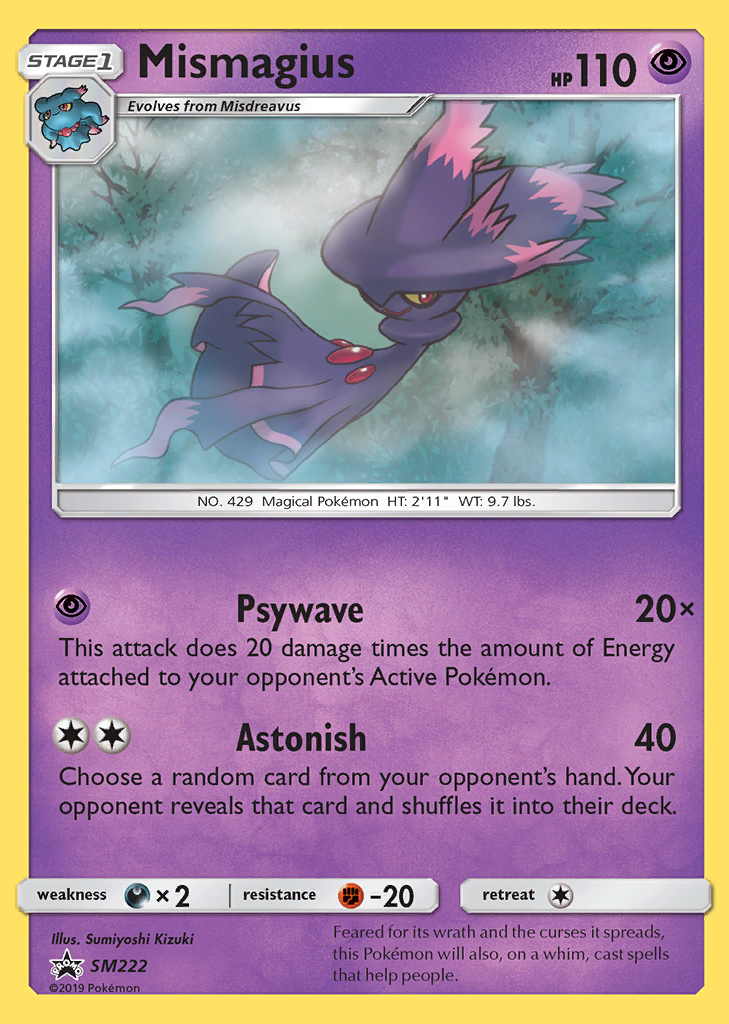 STAGE1
Mismagius
HP 110
Evolves from Misdreavus
NO. 429 Magical Pokémon HT: 2'11" WT: 9.7 lbs.
Psywave 20×
This attack does 20 damage times the amount of Energy
attached to your opponent's Active Pokémon.
Astonish 40
Choose a random card from your opponent's hand. Your
opponent reveals that card and shuffles it into their deck.
weakness ×2 resistance -20 retreat
Illus. Sumiyoshi Kizuki
Feared for its wrath and the curses it spreads,
this Pokémon will also, on a whim, cast spells
that help people.
PROMO SM222
©2019 Pokémon